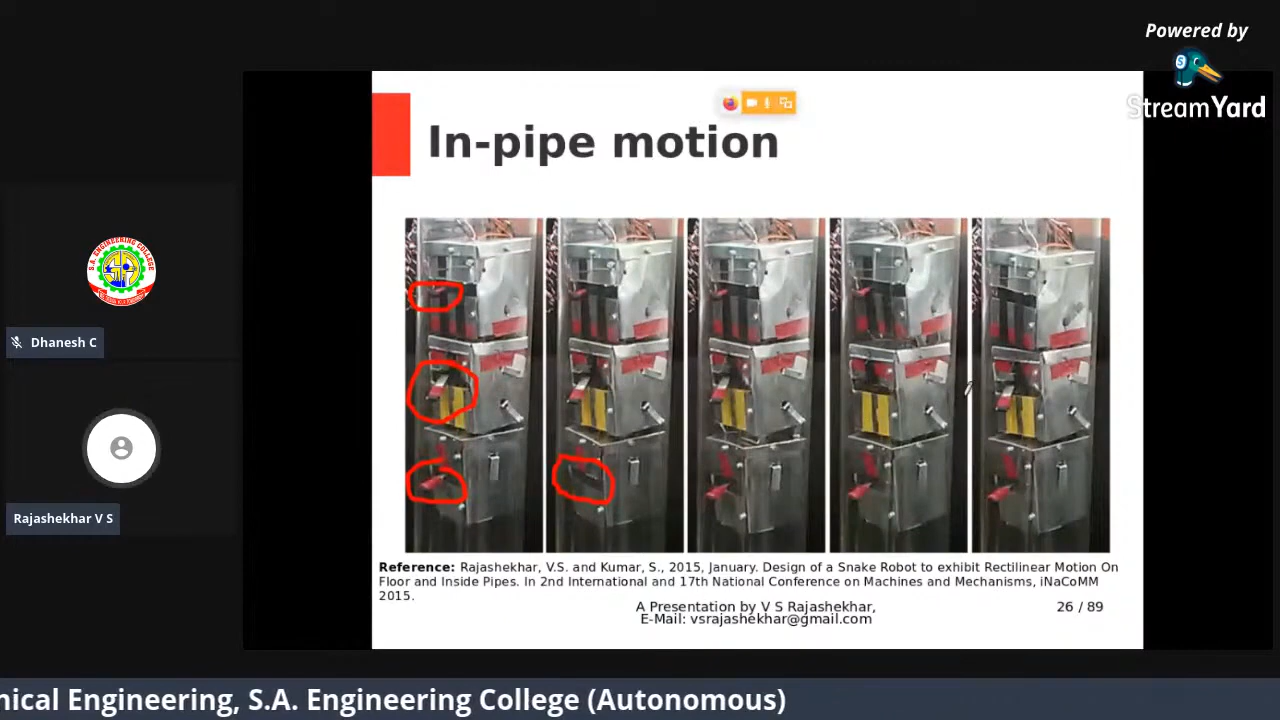 Powered by
StreamYard
In-pipe motion
S.A. ENGINEERING COLLEGE
Dhanesh C
Rajashekhar V S
Reference: Rajashekhar, V.S. and Kumar, S., 2015, January. Design of a Snake Robot to exhibit Rectilinear Motion On
Floor and Inside Pipes. In 2nd International and 17th National Conference on Machines and Mechanisms, iNaCoMM
2015.
A Presentation by V S Rajashekhar,
E-Mail: vsrajashekhar@gmail.com
26 / 89
nical Engineering, S.A. Engineering College (Autonomous)